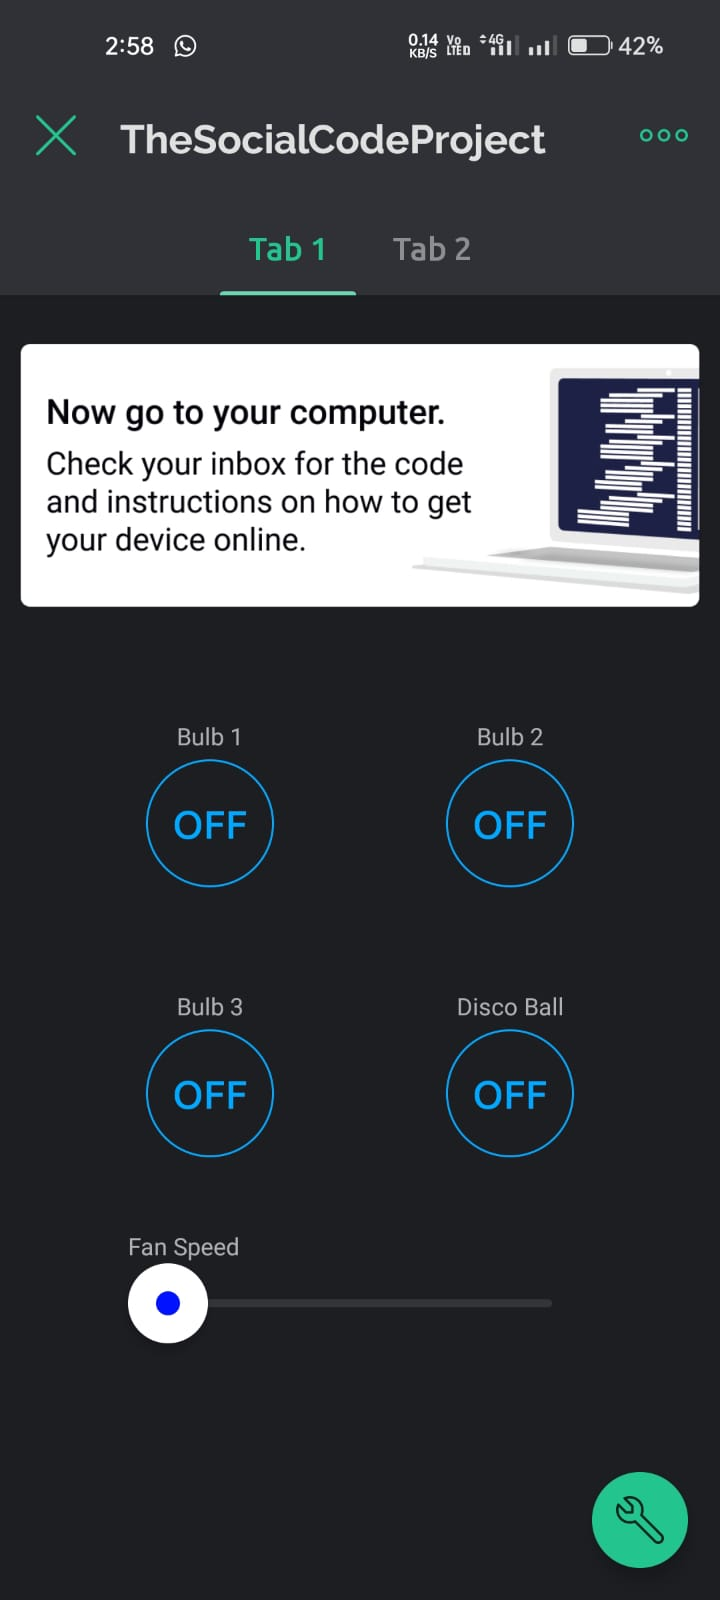 2:58 0.14 KB/S Vo LTE 4G 42%
TheSocialCodeProject
Tab 1 Tab 2
Now go to your computer.
Check your inbox for the code
and instructions on how to get
your device online.
Bulb 1 Bulb 2
OFF OFF
Bulb 3 Disco Ball
OFF OFF
Fan Speed